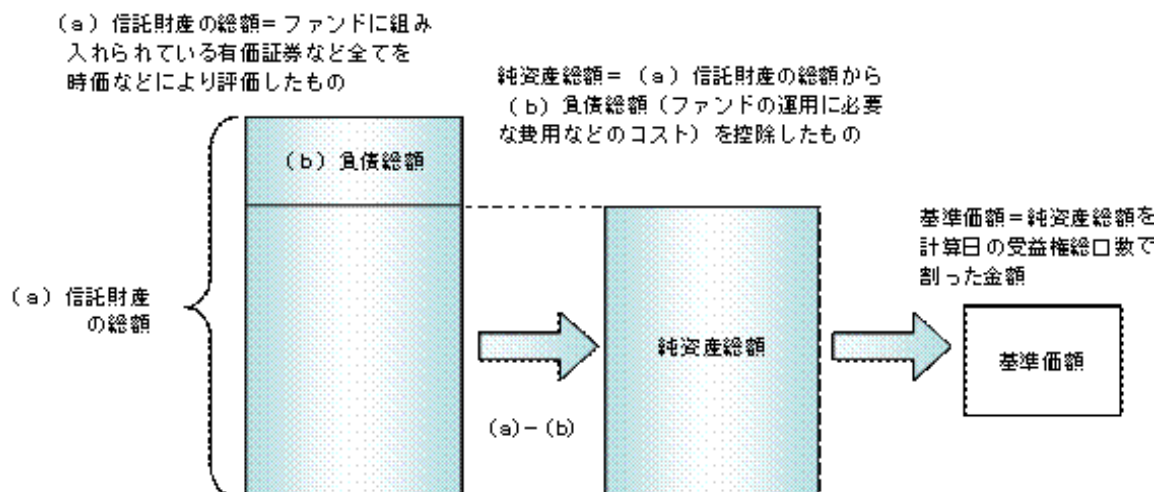 (a) 信託財産の総額＝ファンドに組み
入れられている有価証券など全てを
時価などにより評価したもの
純資産総額＝(a) 信託財産の総額から
(b) 負債総額（ファンドの運用に必要
な費用などのコスト）を控除したもの
(b) 負債総額
基準価額＝純資産総額を
計算日の受益権総口数で
割った金額
(a) 信託財産
の総額
純資産総額
基準価額
(a)－(b)